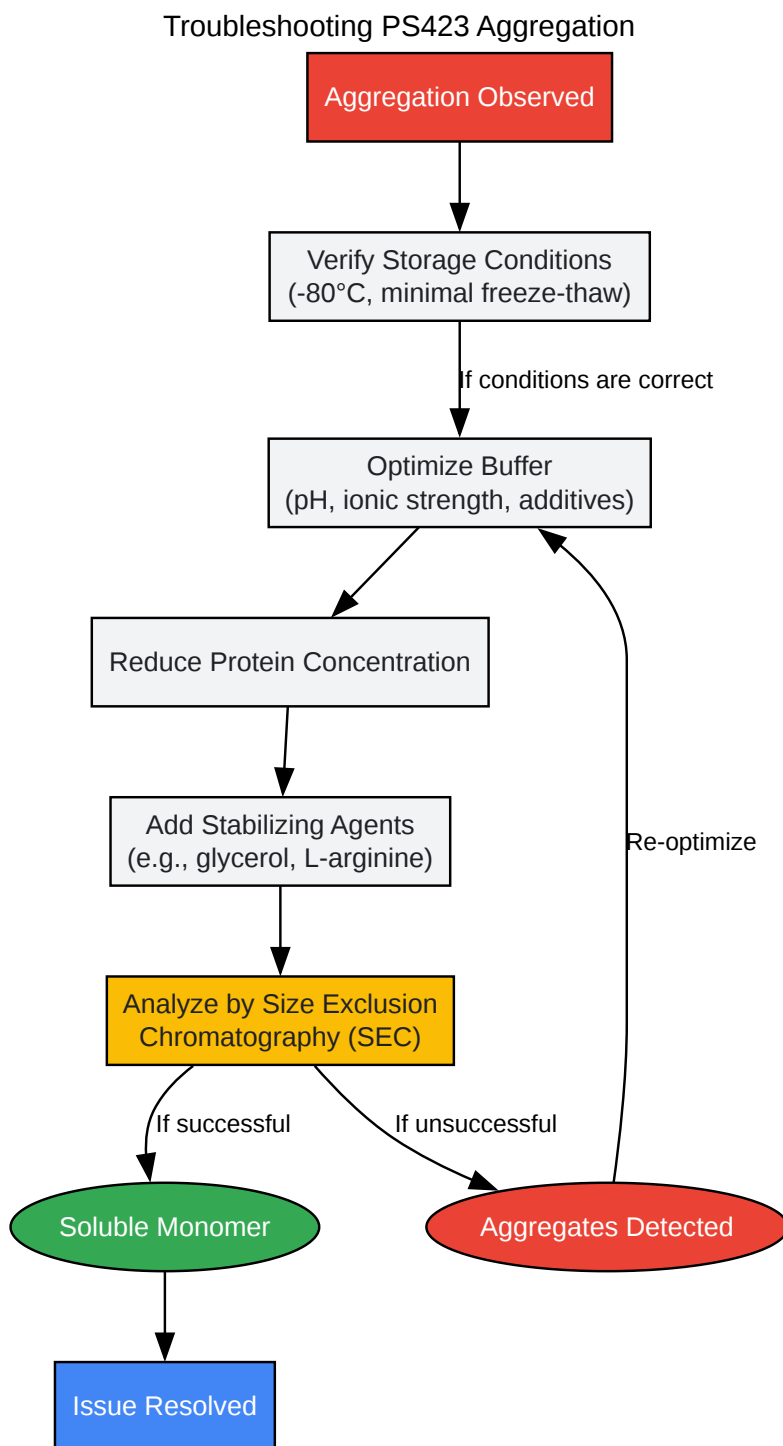 Troubleshooting PS423 Aggregation
Aggregation Observed
Verify Storage Conditions
(-80°C, minimal freeze-thaw)
If conditions are correct
Optimize Buffer
(pH, ionic strength, additives)
Reduce Protein Concentration
Add Stabilizing Agents
(e.g., glycerol, L-arginine)
Re-optimize
Analyze by Size Exclusion
Chromatography (SEC)
If successful
If unsuccessful
Soluble Monomer
Aggregates Detected
Issue Resolved